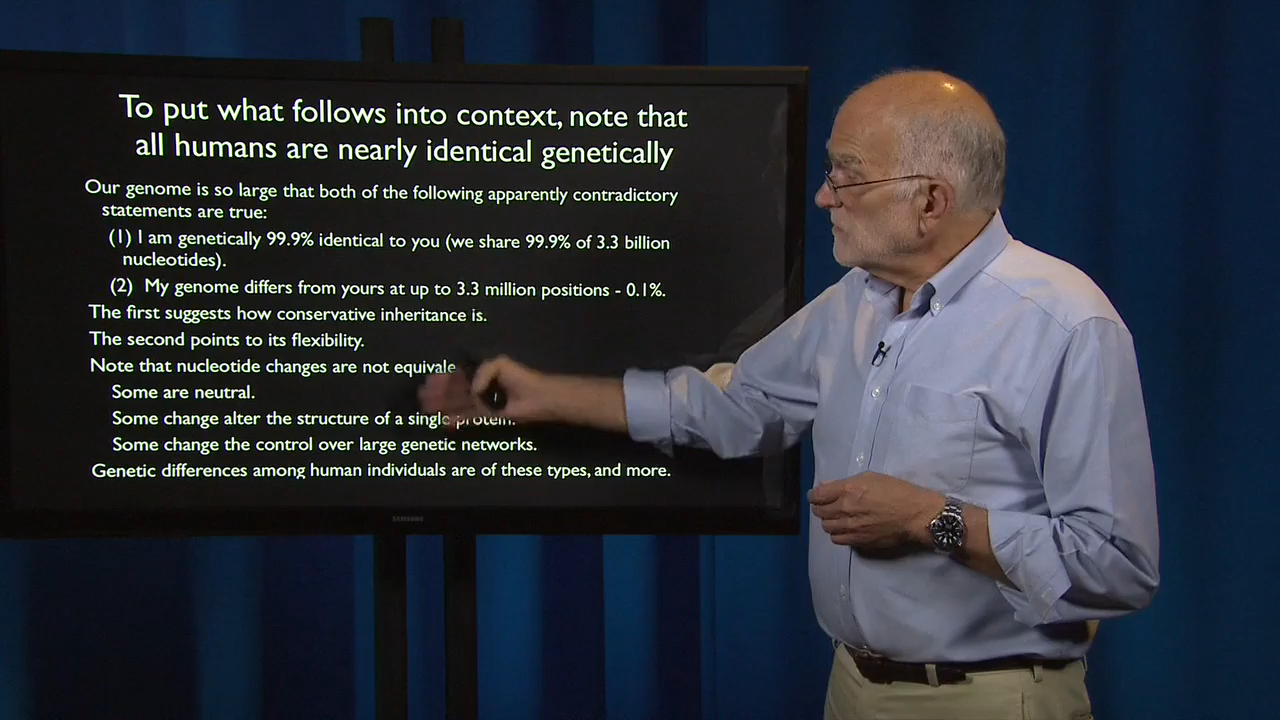 To put what follows into context, note that
all humans are nearly identical genetically
Our genome is so large that both of the following apparently contradictory
statements are true:
(1) I am genetically 99.9% identical to you (we share 99.9% of 3.3 billion
nucleotides).
(2) My genome differs from yours at up to 3.3 million positions - 0.1%.
The first suggests how conservative inheritance is.
The second points to its flexibility.
Note that nucleotide changes are not equivale
Some are neutral.
Some change alter the structure of a single protein.
Some change the control over large genetic networks.
Genetic differences among human individuals are of these types, and more.
SAMSUNG